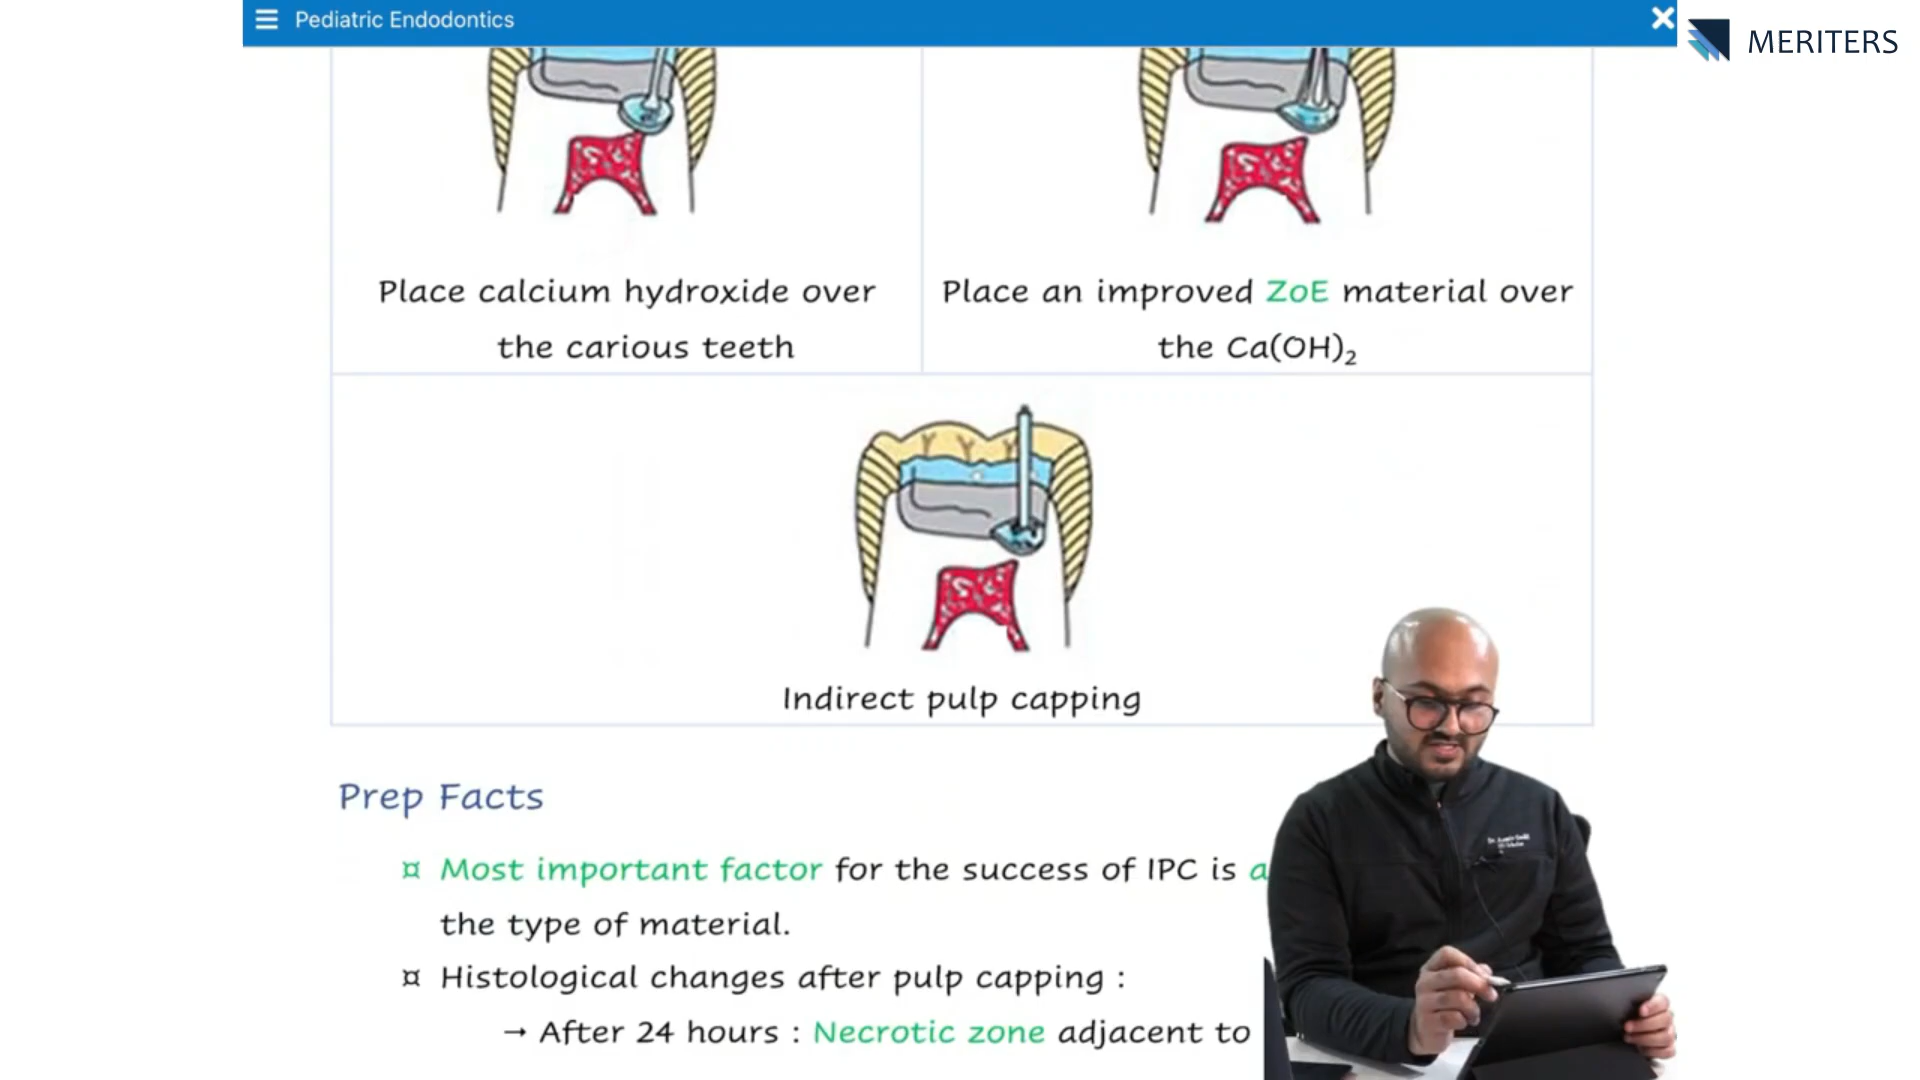 Pediatric Endodontics
MERITERS
Place calcium hydroxide over
the carious teeth
Place an improved ZoE material over
the Ca(OH)₂
Indirect pulp capping
Prep Facts
¤ Most important factor for the success of IPC is
the type of material.
¤ Histological changes after pulp capping :
→ After 24 hours : Necrotic zone adjacent to